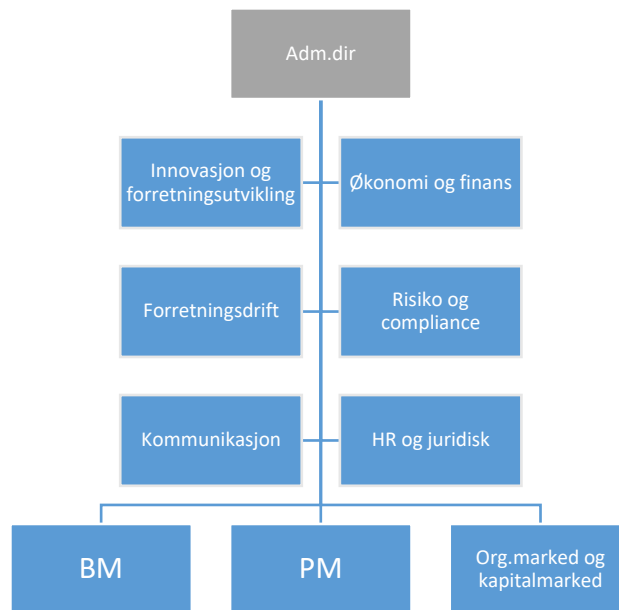 Adm.dir
Innovasjon og
forretningsutvikling
Økonomi og finans
Forretningsdrift
Risiko og
compliance
Kommunikasjon
HR og juridisk
BM
PM
Org.marked og
kapitalmarked